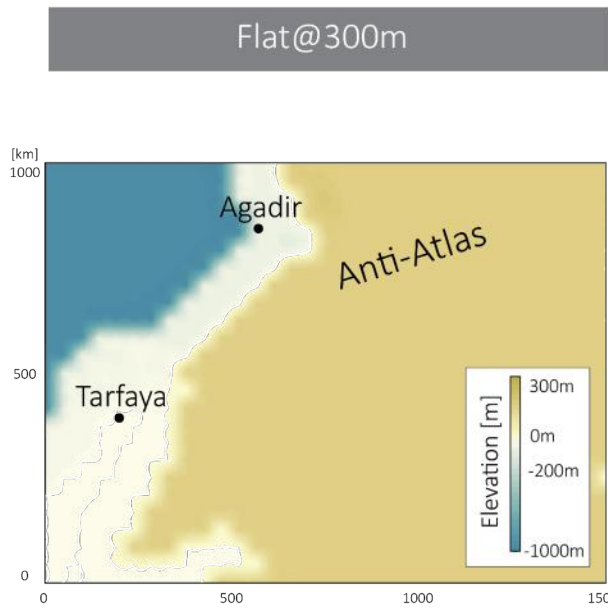 Flat@300m
[km]
1000
Agadir
Anti-Atlas
500
Tarfaya
Elevation [m]
300m
0m
-200m
-1000m
0
0
500
1000